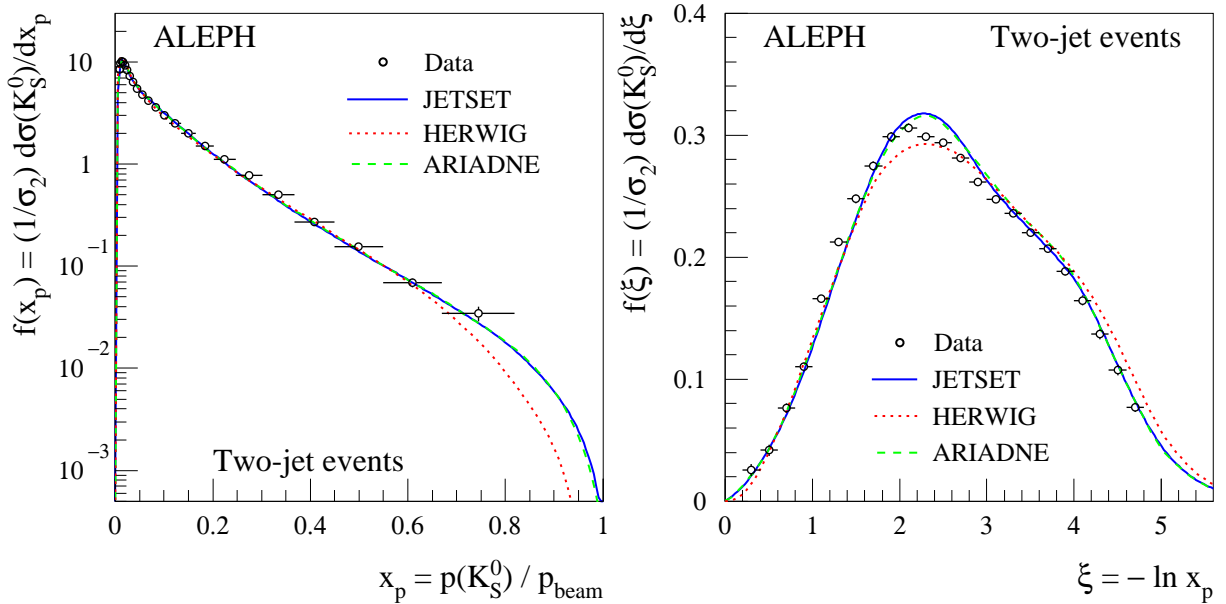 ALEPH
Data
JETSET
HERWIG
ARIADNE
Two-jet events
f(x_p) = (1/σ_2) dσ(K_S^0)/dx_p
10
1
10^−1
10^−2
10^−3
0 0.2 0.4 0.6 0.8 1
x_p = p(K_S^0) / p_beam
ALEPH Two-jet events
Data
JETSET
HERWIG
ARIADNE
f(ξ) = (1/σ_2) dσ(K_S^0)/dξ
0.4
0.3
0.2
0.1
0
0 1 2 3 4 5
ξ = − ln x_p